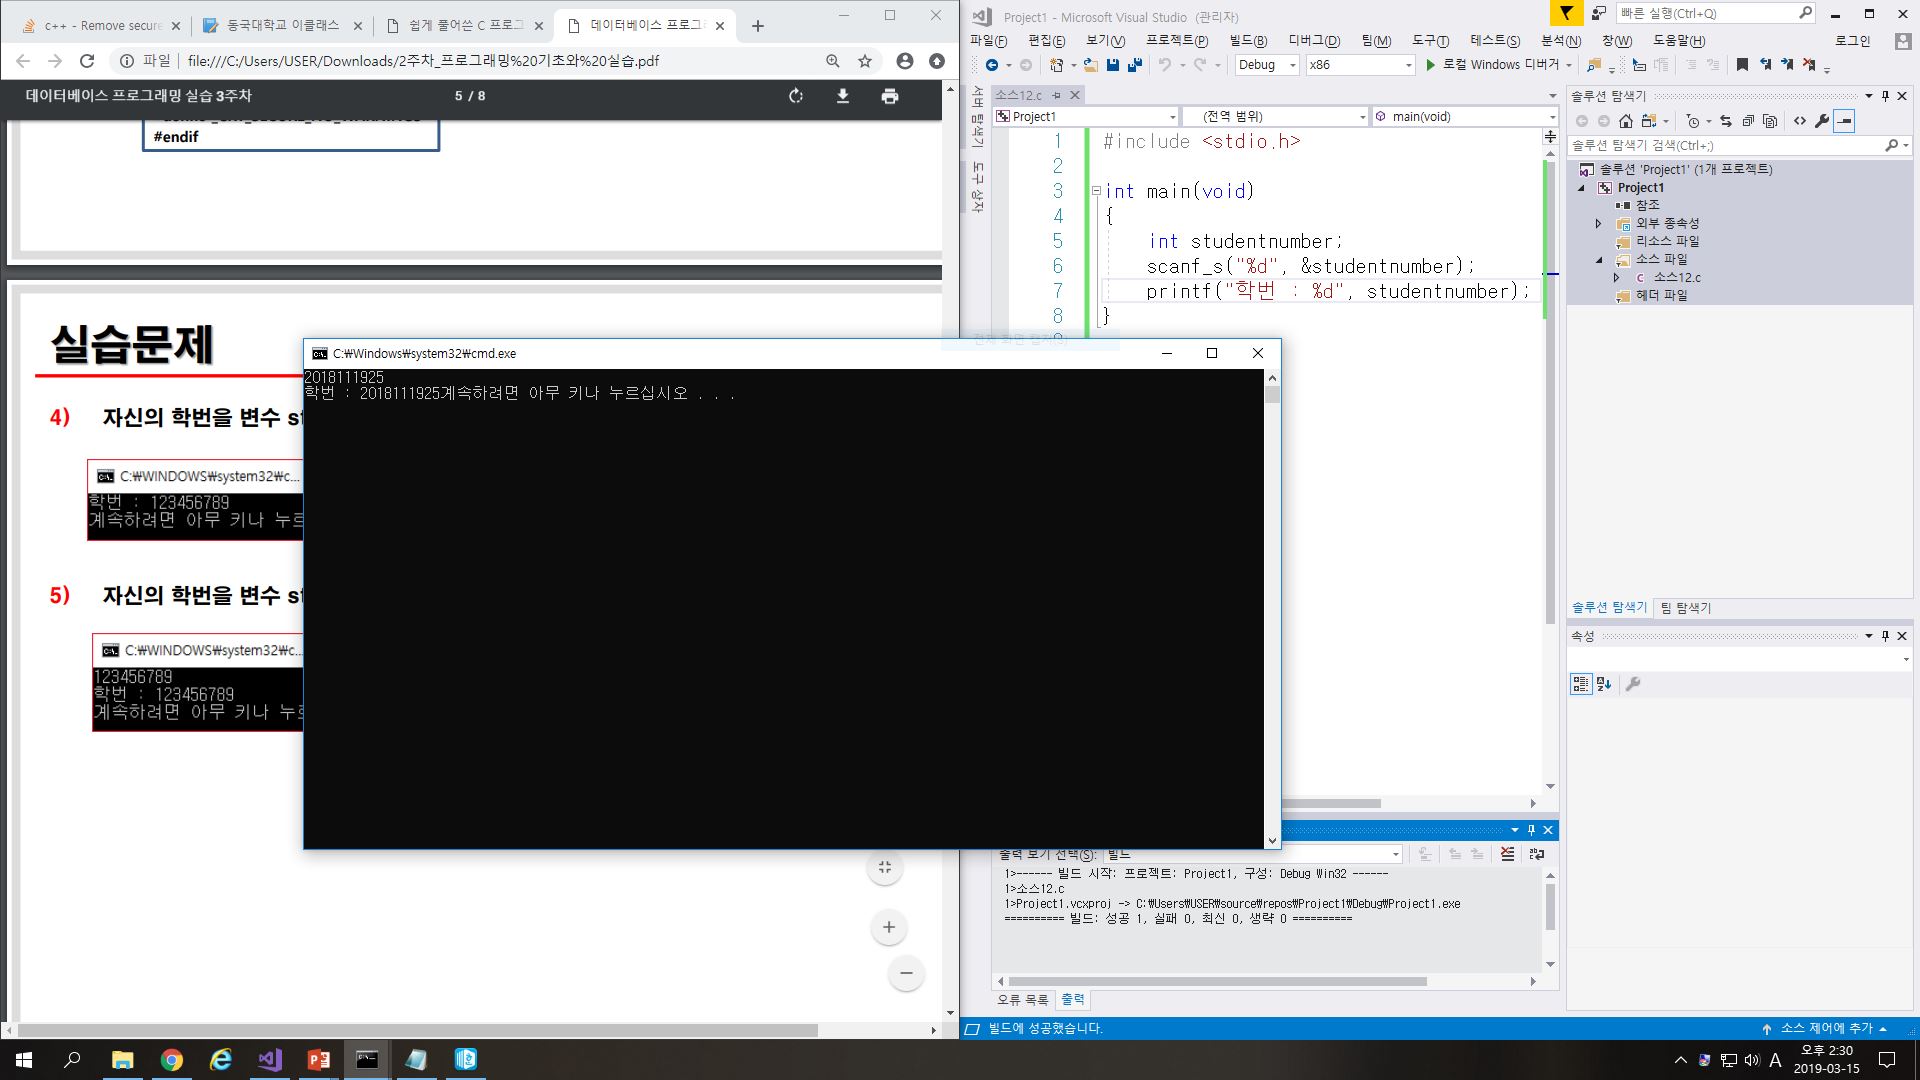 c++ - Remove secure
동국대학교 이클래스
쉽게 풀어쓴 C 프로그
데이터베이스 프로그
파일
file:///C:/Users/USER/Downloads/2주차_프로그래밍%20기초와%20실습.pdf
데이터베이스 프로그래밍 실습 3주차
5 / 8
#endif
실습문제
4) 자신의 학번을 변수 st
C:₩WINDOWS₩system32₩c...
학번 : 123456789
계속하려면 아무 키나 누르
5) 자신의 학번을 변수 st
C:₩WINDOWS₩system32₩c...
123456789
학번 : 123456789
계속하려면 아무 키나 누르
C:₩Windows₩system32₩cmd.exe
2018111925
학번 : 2018111925계속하려면 아무 키나 누르십시오 . . .
Project1 - Microsoft Visual Studio (관리자)
빠른 실행(Ctrl+Q)
파일(F) 편집(E) 보기(V) 프로젝트(P) 빌드(B) 디버그(D) 팀(M) 도구(T) 테스트(S) 분석(N) 창(W) 도움말(H)
로그인
Debug x86 로컬 Windows 디버거
서버 탐색기
도구 상자
소스12.c
Project1 (전역 범위) main(void)
1 #include <stdio.h>
2
3 int main(void)
4 {
5 int studentnumber;
6 scanf_s("%d", &studentnumber);
7 printf("학번 : %d", studentnumber);
8 }
솔루션 탐색기
솔루션 탐색기 검색(Ctrl+;)
솔루션 'Project1' (1개 프로젝트)
Project1
참조
외부 종속성
리소스 파일
소스 파일
소스12.c
헤더 파일
솔루션 탐색기 팀 탐색기
속성
출력 보기 선택(S): 빌드
1>------ 빌드 시작: 프로젝트: Project1, 구성: Debug Win32 ------
1>소스12.c
1>Project1.vcxproj -> C:₩Users₩USER₩source₩repos₩Project1₩Debug₩Project1.exe
========== 빌드: 성공 1, 실패 0, 최신 0, 생략 0 ==========
오류 목록 출력
빌드에 성공했습니다.
소스 제어에 추가
A
오후 2:30
2019-03-15